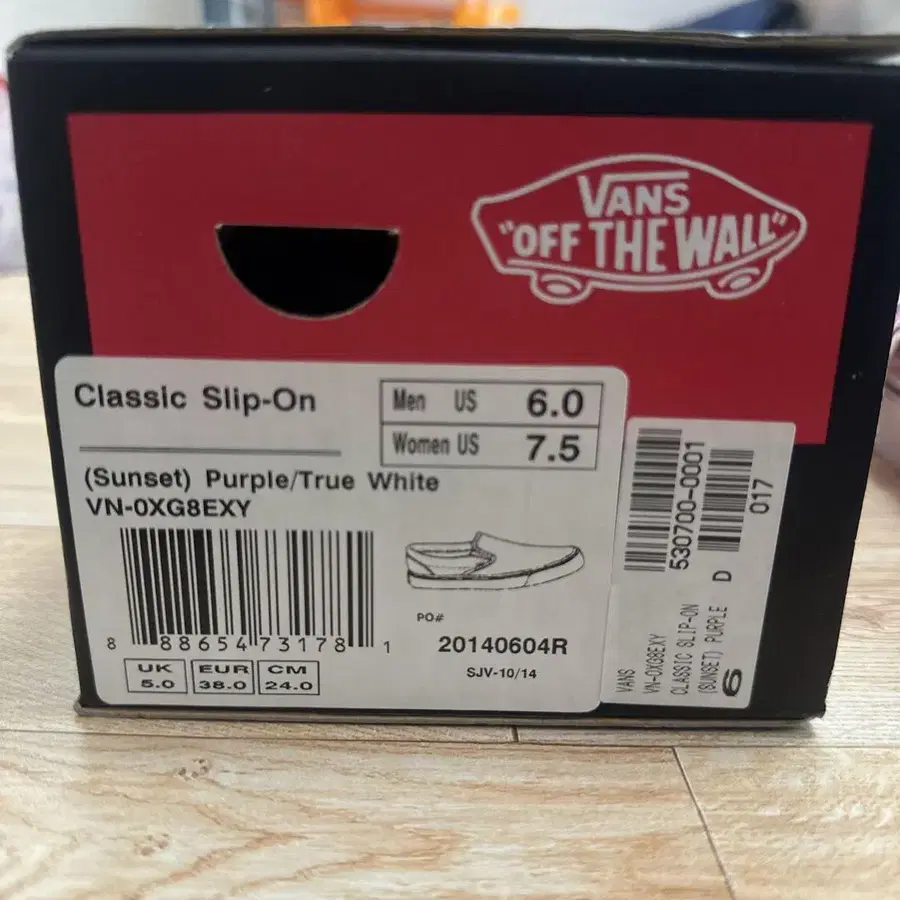 VANS
"OFF THE WALL"
Classic Slip-On
Men US 6.0
Women US 7.5
(Sunset) Purple/True White
VN-0XG8EXY
8 88654 73178 1
PO#
20140604R
SJV-10/14
UK EUR CM
5.0 38.0 24.0
530700-0001
D 017
VANS
VN-0XG8EXY
CLASSIC SLIP-ON
(SUNSET) PURPLE
6